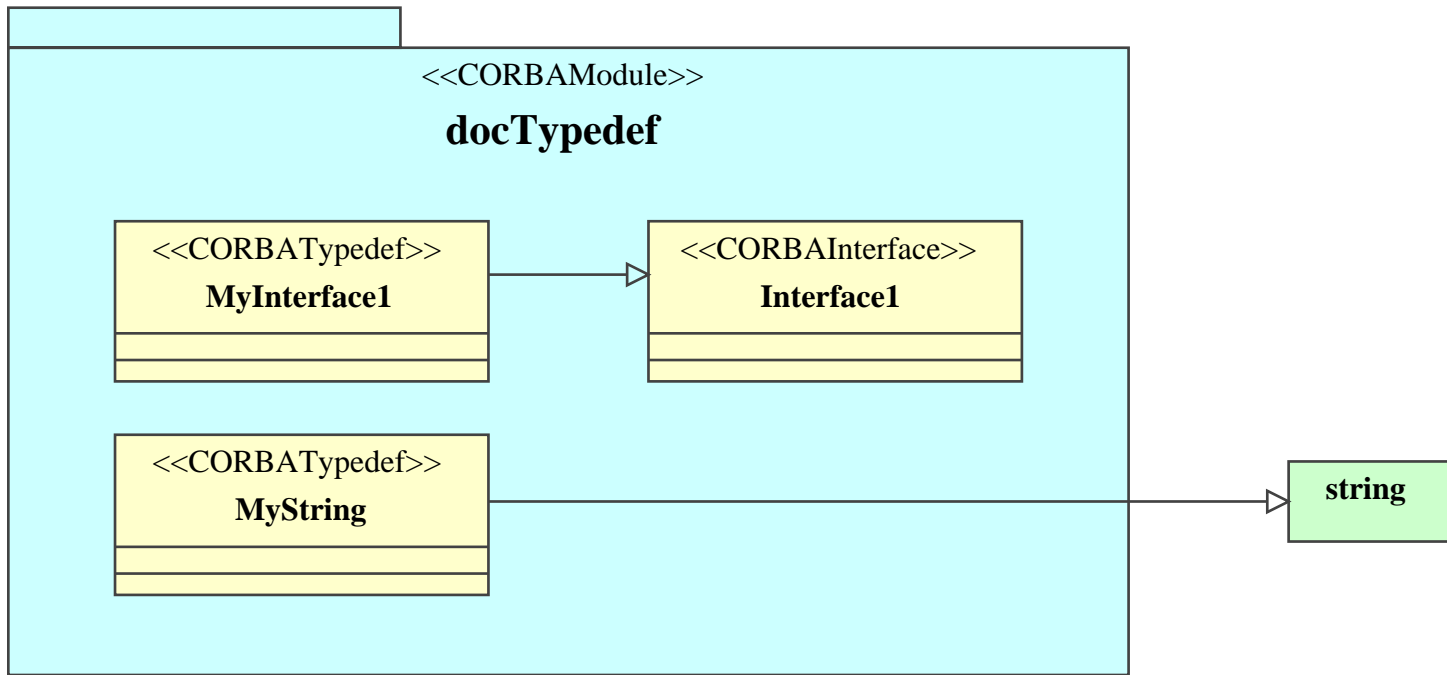 <<CORBAModule>>
docTypedef
<<CORBATypedef>>
MyInterface1
<<CORBAInterface>>
Interface1
<<CORBATypedef>>
MyString
string